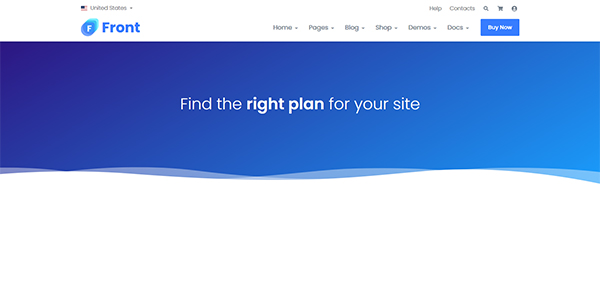 United States
Help Contacts
F Front
Home Pages Blog Shop Demos Docs Buy Now
Find the right plan for your site